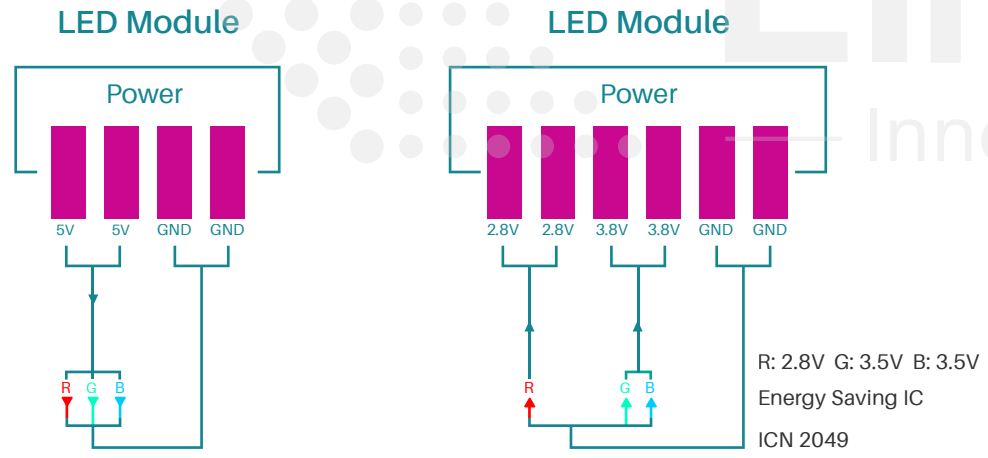 LED Module
Power
5V 5V GND GND
R G B
LED Module
Power
2.8V 2.8V 3.8V 3.8V GND GND
R G B
R: 2.8V G: 3.5V B: 3.5V
Energy Saving IC
ICN 2049